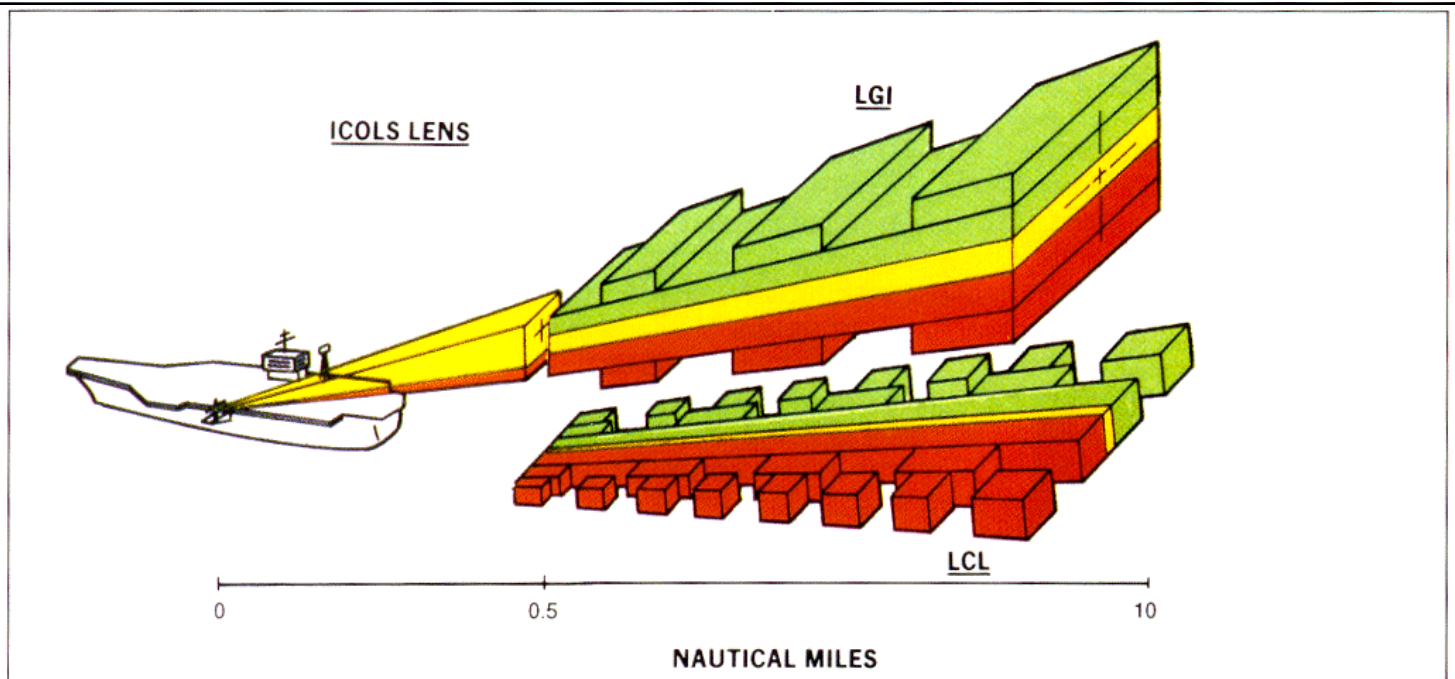 LGI
ICOLS LENS
LCL
0 0.5 10
NAUTICAL MILES